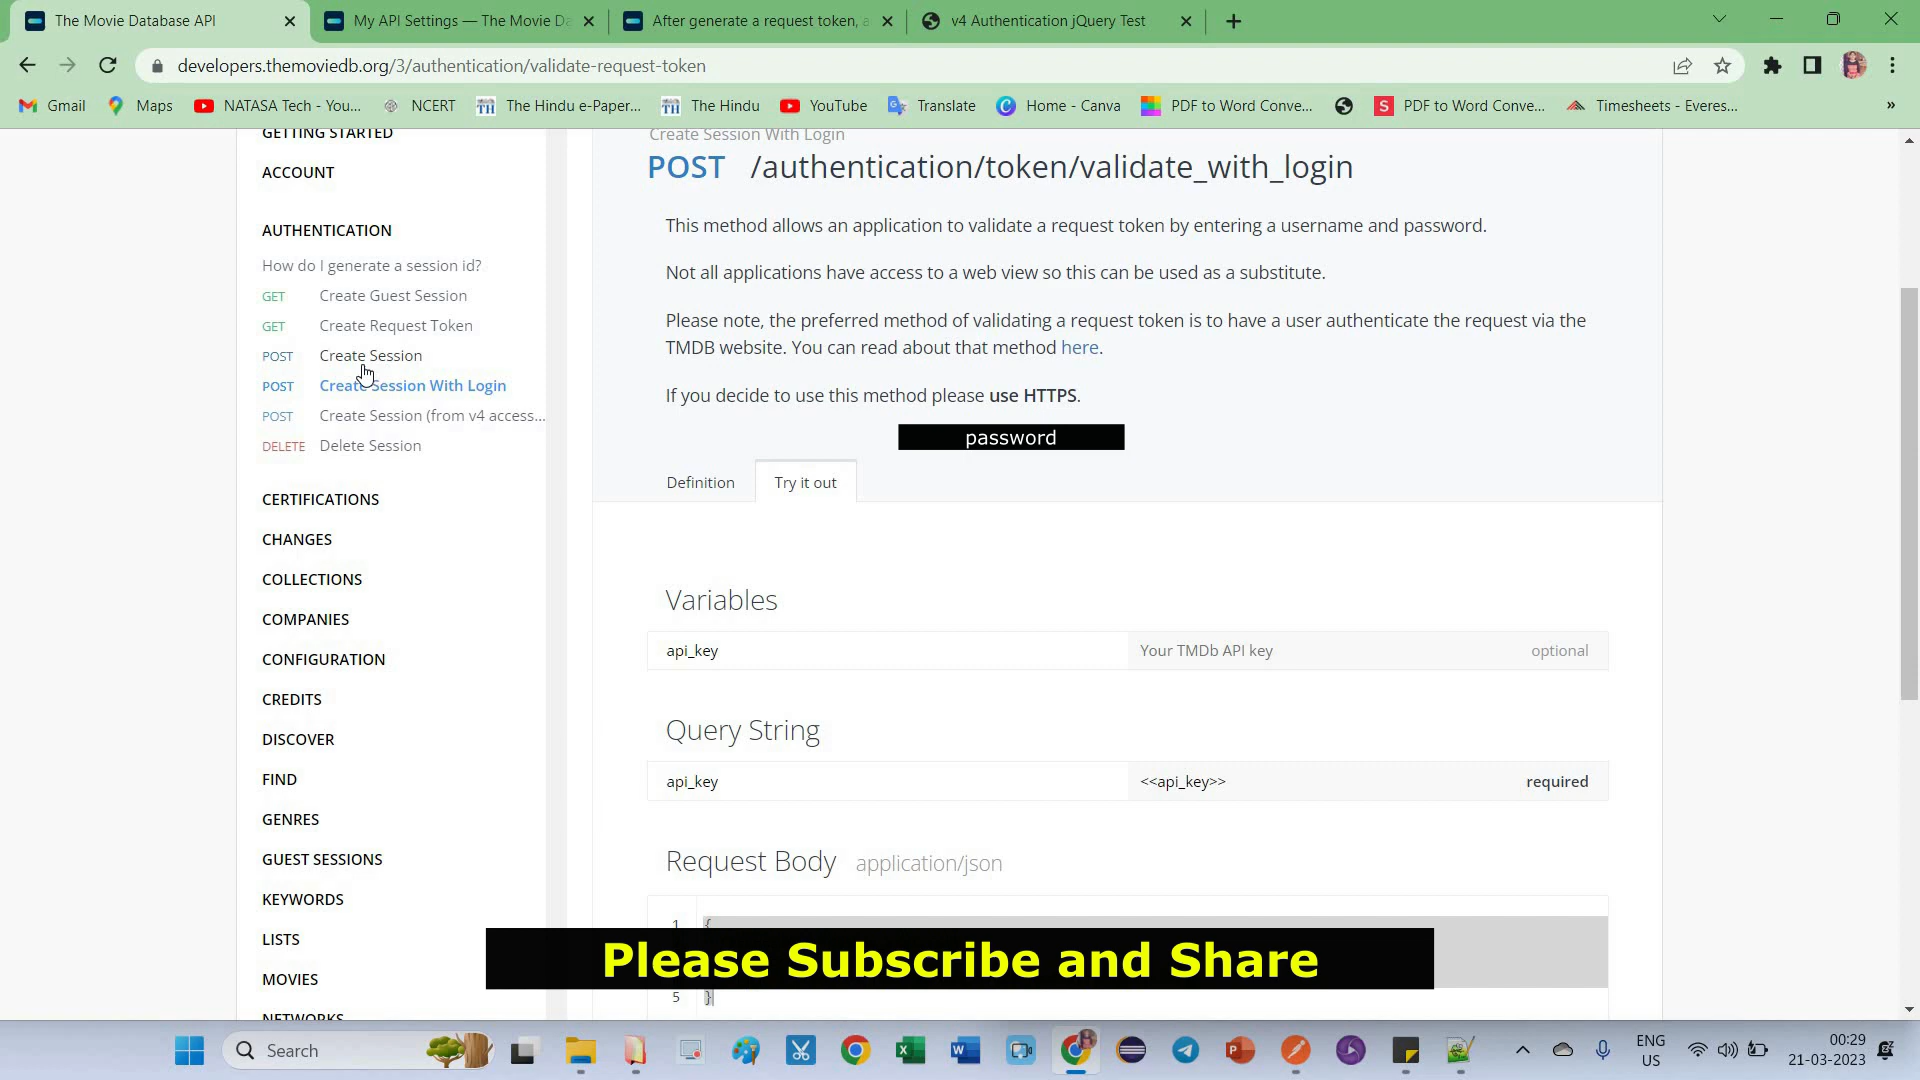 The Movie Database API
My API Settings — The Movie Da
After generate a request token, a
v4 Authentication jQuery Test
developers.themoviedb.org/3/authentication/validate-request-token
Gmail
Maps
NATASA Tech - You...
NCERT
The Hindu e-Paper...
The Hindu
YouTube
Translate
Home - Canva
PDF to Word Conve...
PDF to Word Conve...
Timesheets - Everes...
»
GETTING STARTED
ACCOUNT
AUTHENTICATION
How do I generate a session id?
GET Create Guest Session
GET Create Request Token
POST Create Session
POST Create Session With Login
POST Create Session (from v4 access...
DELETE Delete Session
CERTIFICATIONS
CHANGES
COLLECTIONS
COMPANIES
CONFIGURATION
CREDITS
DISCOVER
FIND
GENRES
GUEST SESSIONS
KEYWORDS
LISTS
MOVIES
NETWORKS
Create Session With Login
POST /authentication/token/validate_with_login
This method allows an application to validate a request token by entering a username and password.
Not all applications have access to a web view so this can be used as a substitute.
Please note, the preferred method of validating a request token is to have a user authenticate the request via the
TMDB website. You can read about that method here.
If you decide to use this method please use HTTPS.
password
Definition
Try it out
Variables
api_key Your TMDb API key optional
Query String
api_key <<api_key>> required
Request Body application/json
1 {
5 }
Please Subscribe and Share
Search
ENG
US
00:29
21-03-2023